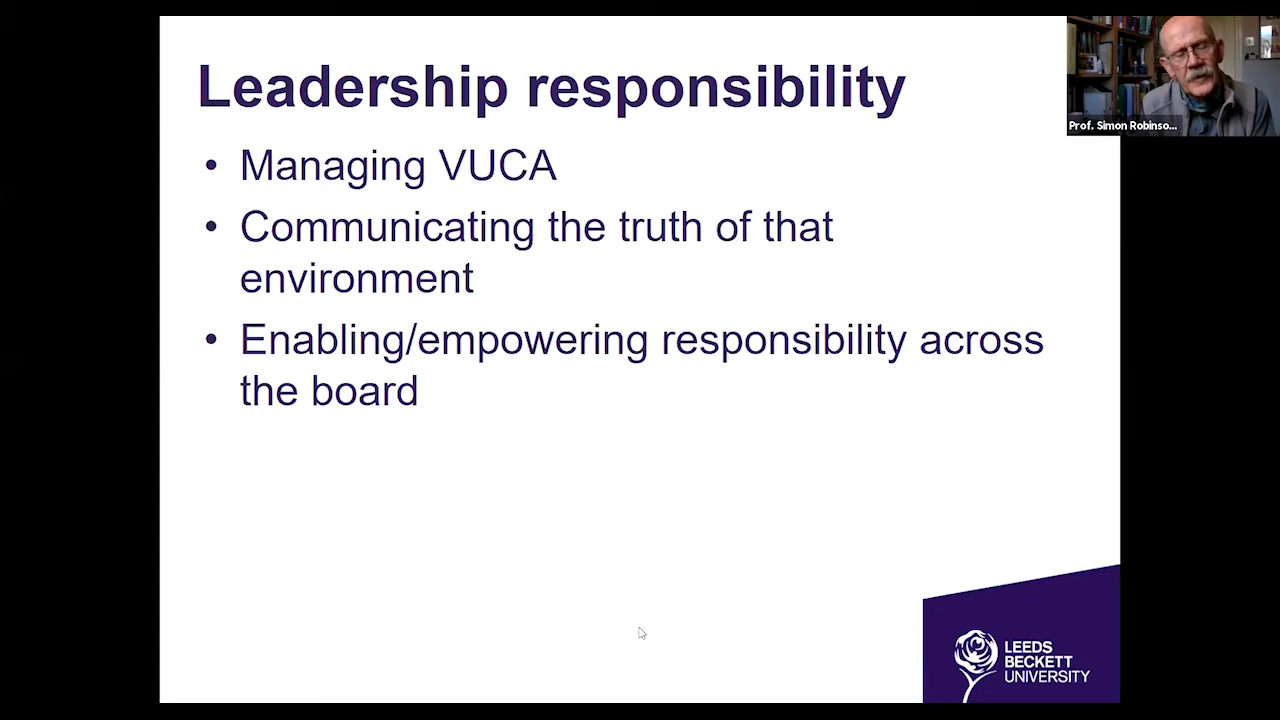 Leadership responsibility
Prof. Simon Robinso...
• Managing VUCA
• Communicating the truth of that
environment
• Enabling/empowering responsibility across
the board
LEEDS
BECKETT
UNIVERSITY